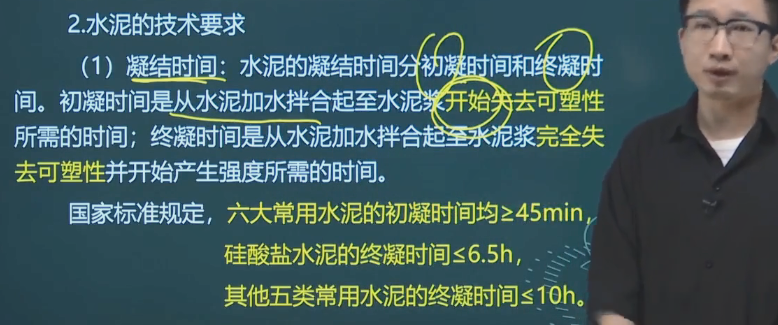 2.水泥的技术要求
（1）凝结时间：水泥的凝结时间分初凝时间和终凝时
间。初凝时间是从水泥加水拌合起至水泥浆开始失去可塑性
所需的时间；终凝时间是从水泥加水拌合起至水泥浆完全失
去可塑性并开始产生强度所需的时间。
国家标准规定，六大常用水泥的初凝时间均≥45min，
硅酸盐水泥的终凝时间≤6.5h，
其他五类常用水泥的终凝时间≤10h。